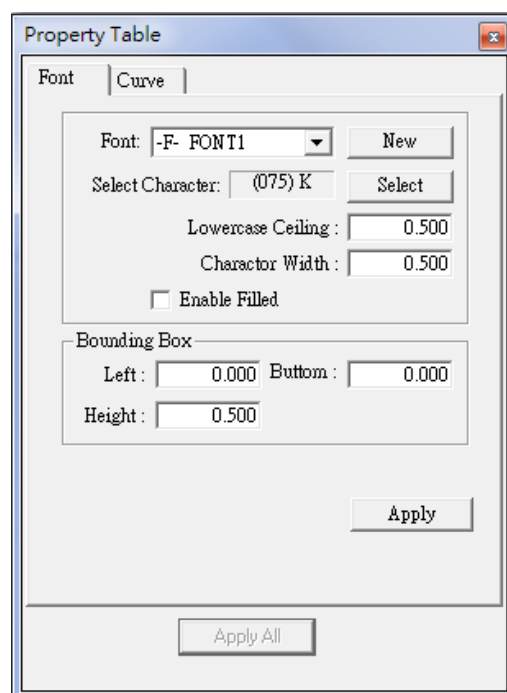 Property Table
Font Curve
Font: -F- FONT1 New
Select Character: (075) K Select
Lowercase Ceiling : 0.500
Charactor Width : 0.500
Enable Filled
Bounding Box
Left : 0.000 Buttom : 0.000
Height : 0.500
Apply
Apply All